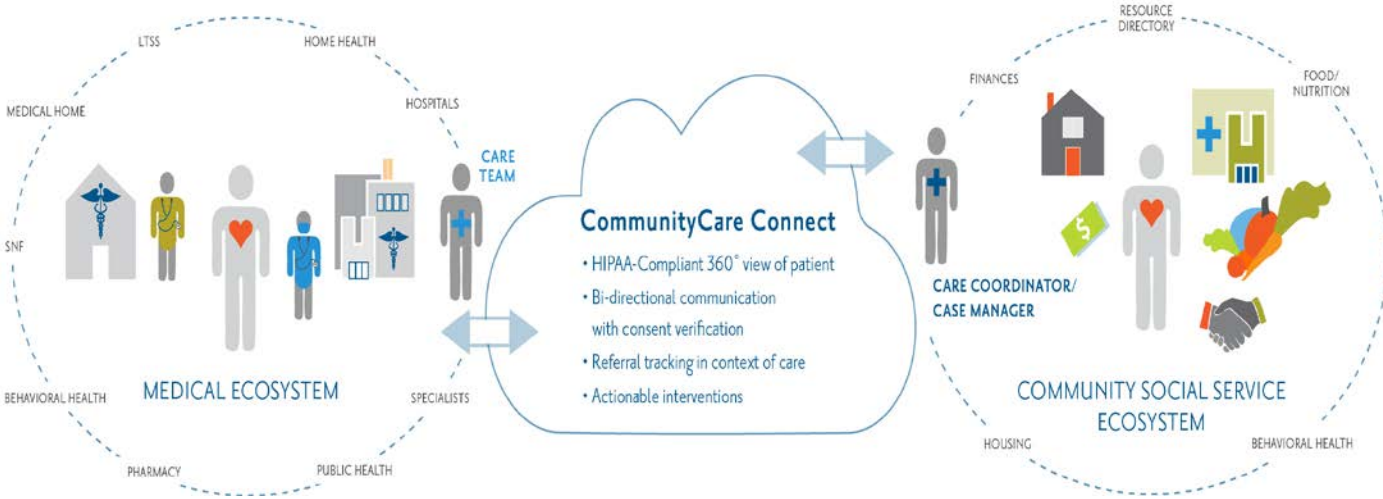 LTSS
HOME HEALTH
MEDICAL HOME
HOSPITALS
CARE
TEAM
SNF
MEDICAL ECOSYSTEM
BEHAVIORAL HEALTH
SPECIALISTS
PHARMACY
PUBLIC HEALTH
CommunityCare Connect
• HIPAA-Compliant 360° view of patient
• Bi-directional communication
with consent verification
• Referral tracking in context of care
• Actionable interventions
RESOURCE
DIRECTORY
FINANCES
FOOD/
NUTRITION
$
CARE COORDINATOR/
CASE MANAGER
COMMUNITY SOCIAL SERVICE
ECOSYSTEM
HOUSING
BEHAVIORAL HEALTH